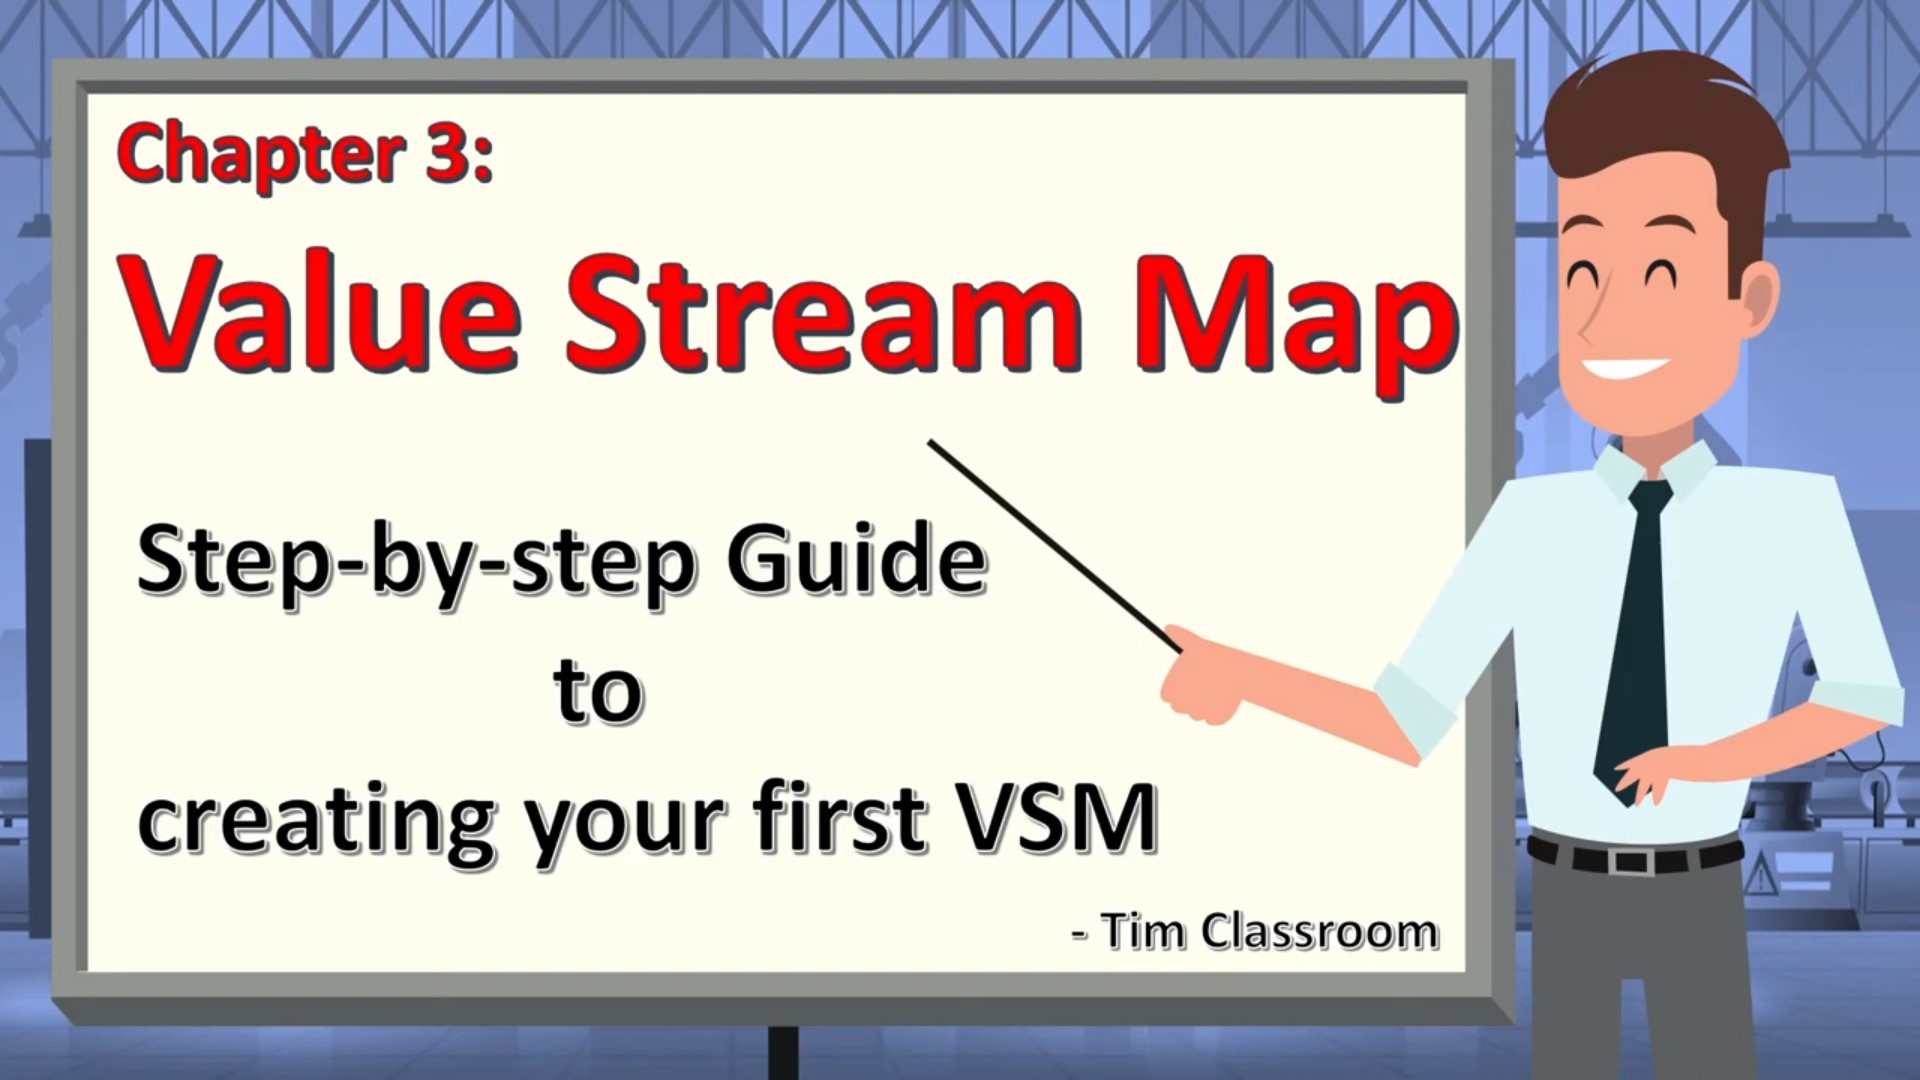 Chapter 3:
Value Stream Map
Step-by-step Guide
to
creating your first VSM
- Tim Classroom